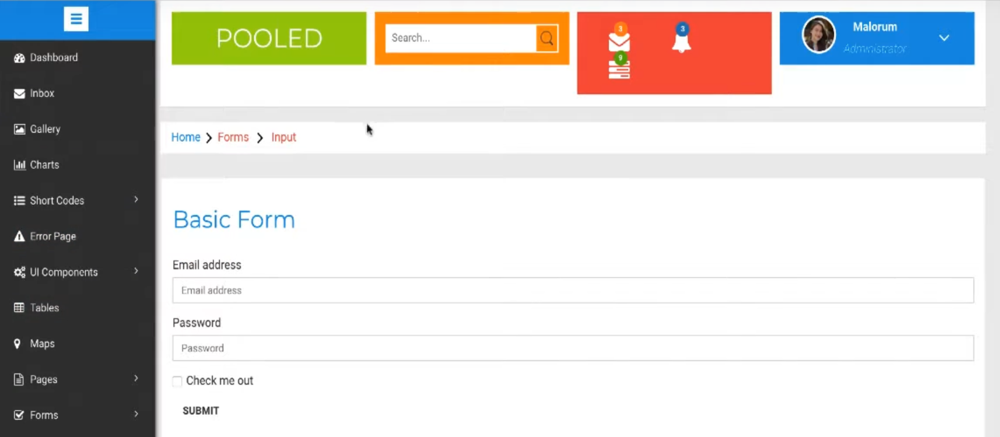 POOLED
Search...
3
3
9
Malorum
Administrator
Dashboard
Inbox
Gallery
Charts
Short Codes
Error Page
UI Components
Tables
Maps
Pages
Forms
Home > Forms > Input
Basic Form
Email address
Email address
Password
Password
Check me out
SUBMIT